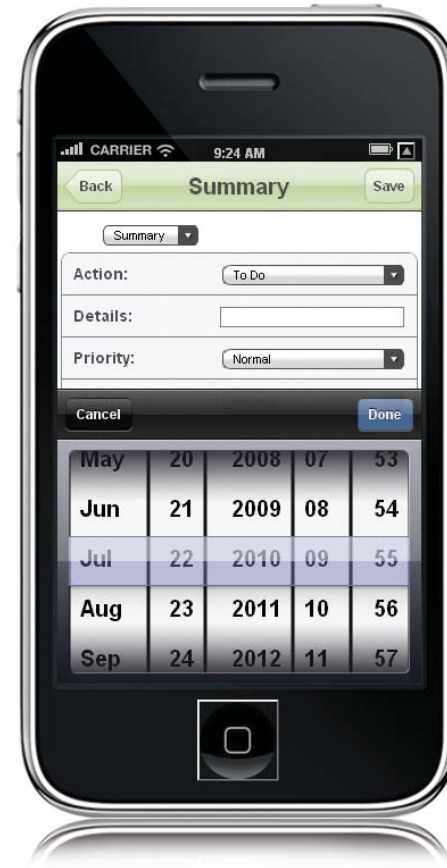 CARRIER 9:24 AM
Back Summary Save
Summary
Action: To Do
Details:
Priority: Normal
Cancel Done
May 20 2008 07 53
Jun 21 2009 08 54
Jul 22 2010 09 55
Aug 23 2011 10 56
Sep 24 2012 11 57